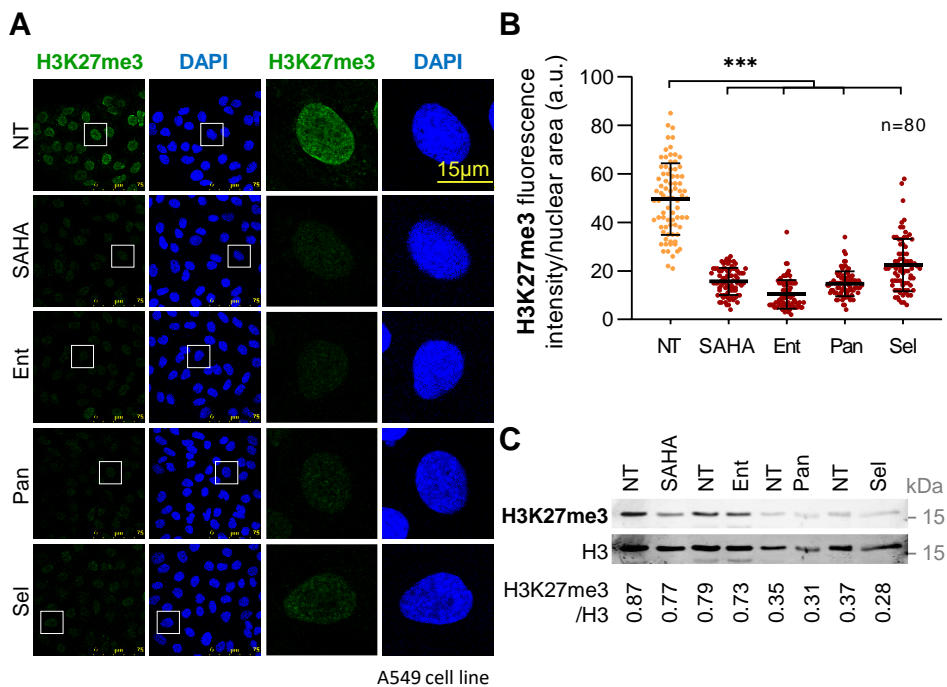 A
H3K27me3 DAPI H3K27me3 DAPI
NT
15μm
SAHA
Ent
Pan
Sel
A549 cell line
B
H3K27me3 fluorescence
intensity/nuclear area (a.u.)
100
80
60
40
20
0
***
n=80
NT SAHA Ent Pan Sel
C
NT SAHA NT Ent NT Pan NT Sel
kDa
H3K27me3 - 15
H3 - 15
H3K27me3
/H3
0.87 0.77 0.79 0.73 0.35 0.31 0.37 0.28